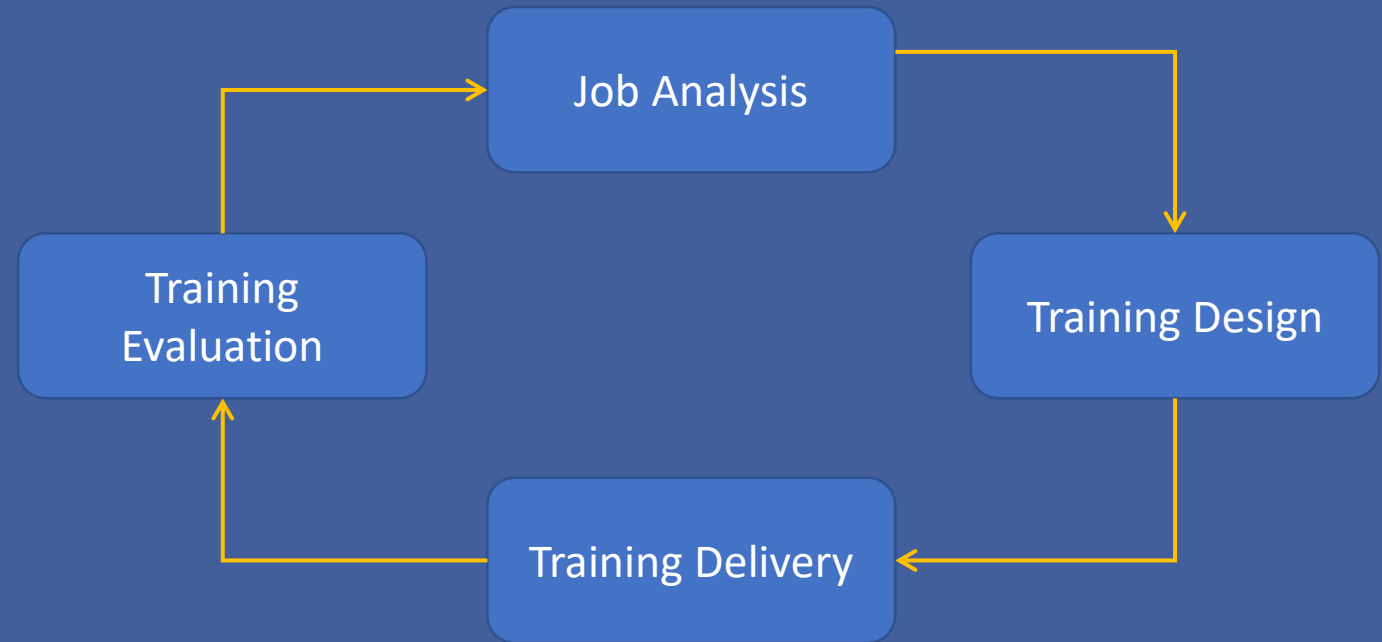 Job Analysis
Training
Evaluation
Training Design
Training Delivery